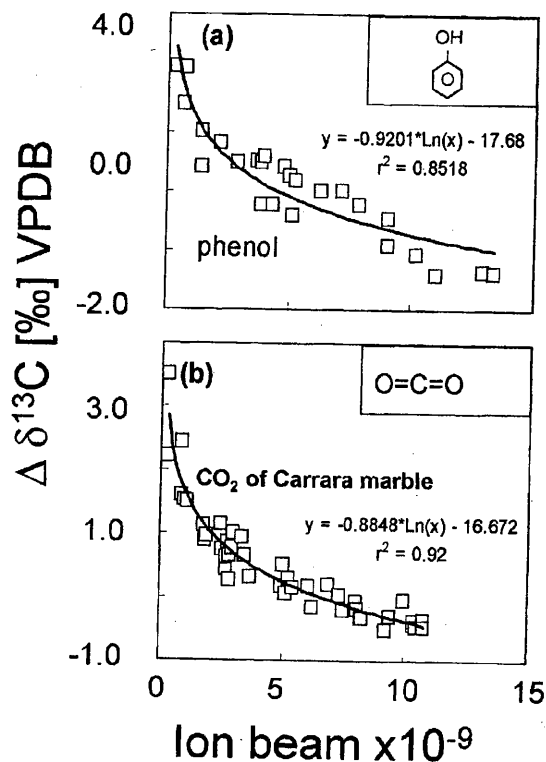 Δ δ¹³C [‰] VPDB
4.0
0.0
-2.0
(a)
OH
y = -0.9201*Ln(x) - 17.68
r² = 0.8518
phenol
3.0
1.0
-1.0
(b)
O=C=O
CO₂ of Carrara marble
y = -0.8848*Ln(x) - 16.672
r² = 0.92
0 5 10 15
Ion beam x10⁻⁹